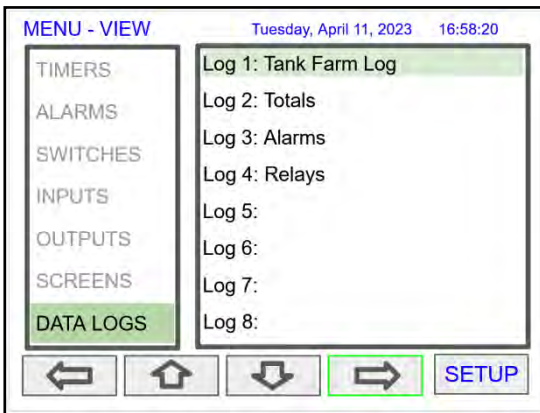 MENU - VIEW
Tuesday, April 11, 2023 16:58:20
TIMERS
ALARMS
SWITCHES
INPUTS
OUTPUTS
SCREENS
DATA LOGS
Log 1: Tank Farm Log
Log 2: Totals
Log 3: Alarms
Log 4: Relays
Log 5:
Log 6:
Log 7:
Log 8:
SETUP